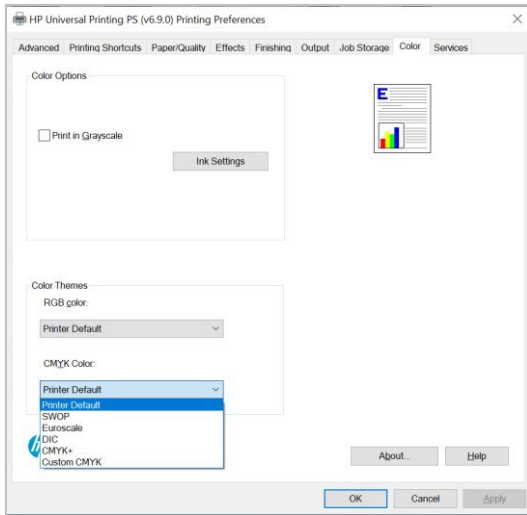 HP Universal Printing PS (v6.9.0) Printing Preferences
Advanced Printing Shortcuts Paper/Quality Effects Finishing Output Job Storage Color Services
Color Options
E
Print in Grayscale
Ink Settings
Color Themes
RGB color:
Printer Default
CMYK Color:
Printer Default
Printer Default
SWOP
Euroscale
DIC
CMYK+
Custom CMYK
hp
About... Help
OK Cancel Apply